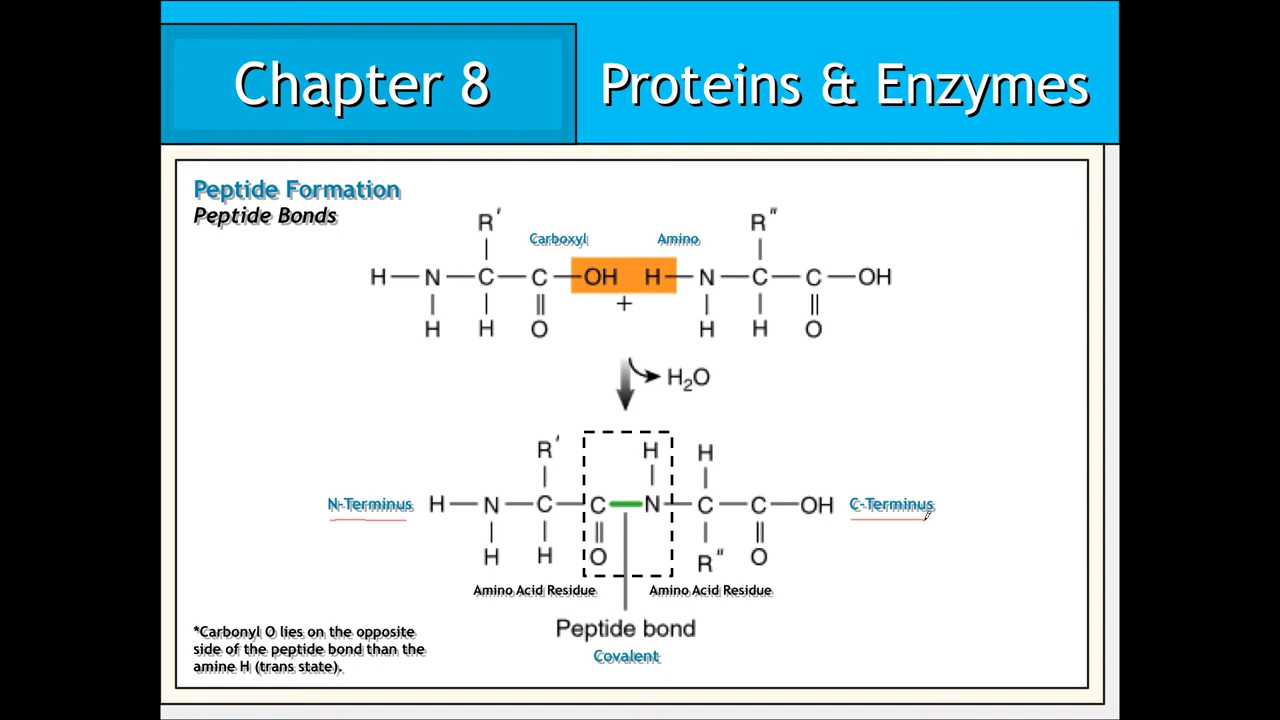 Chapter 8
Proteins & Enzymes
Peptide Formation
Peptide Bonds
R' R"
Carboxyl Amino
H N C C OH H N C C OH
+
H H O H H O
H₂O
R' H H
N-Terminus H N C C N C C OH C-Terminus
H H O R" O
Amino Acid Residue Amino Acid Residue
Peptide bond
Covalent
*Carbonyl O lies on the opposite
side of the peptide bond than the
amine H (trans state).